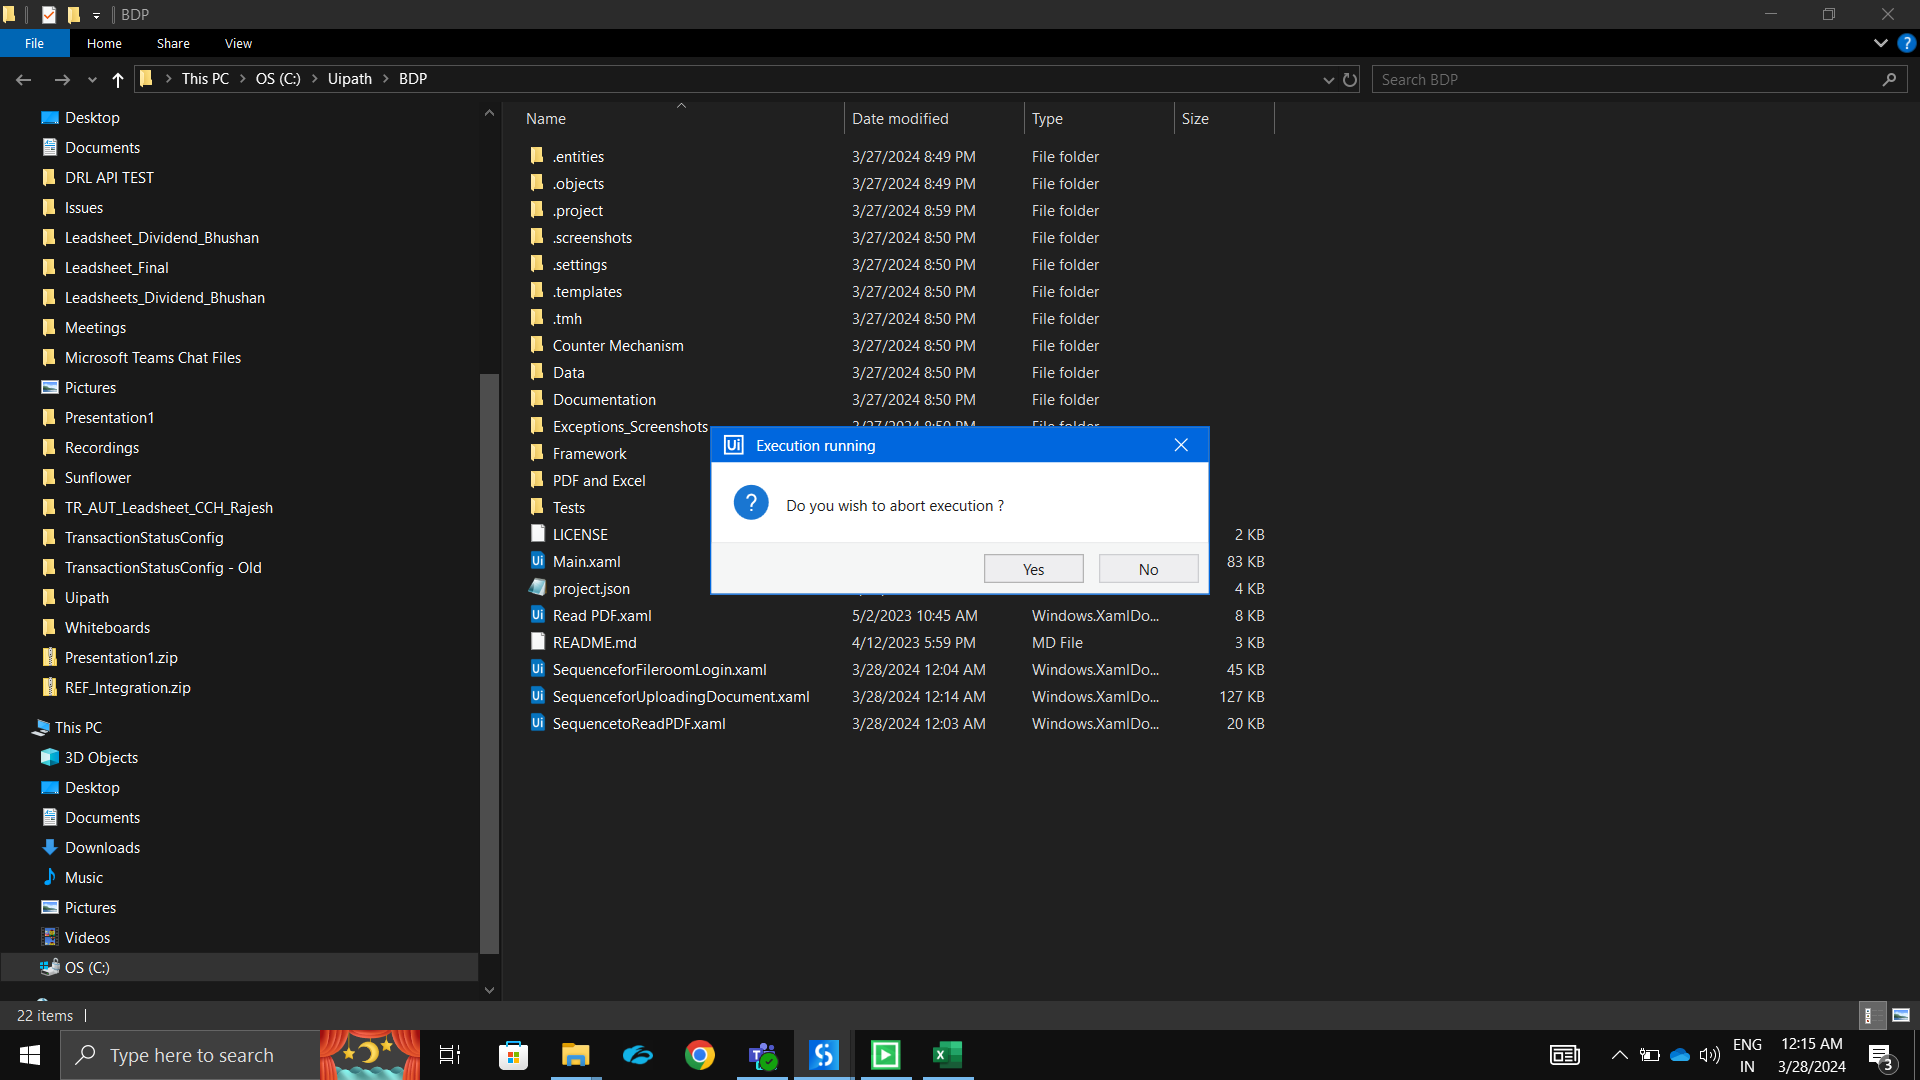 BDP
File Home Share View
This PC OS (C:) Uipath BDP
Search BDP
Desktop
Documents
DRL API TEST
Issues
Leadsheet_Dividend_Bhushan
Leadsheet_Final
Leadsheets_Dividend_Bhushan
Meetings
Microsoft Teams Chat Files
Pictures
Presentation1
Recordings
Sunflower
TR_AUT_Leadsheet_CCH_Rajesh
TransactionStatusConfig
TransactionStatusConfig - Old
Uipath
Whiteboards
Presentation1.zip
REF_Integration.zip
This PC
3D Objects
Desktop
Documents
Downloads
Music
Pictures
Videos
OS (C:)
Name Date modified Type Size
.entities 3/27/2024 8:49 PM File folder
.objects 3/27/2024 8:49 PM File folder
.project 3/27/2024 8:59 PM File folder
.screenshots 3/27/2024 8:50 PM File folder
.settings 3/27/2024 8:50 PM File folder
.templates 3/27/2024 8:50 PM File folder
.tmh 3/27/2024 8:50 PM File folder
Counter Mechanism 3/27/2024 8:50 PM File folder
Data 3/27/2024 8:50 PM File folder
Documentation 3/27/2024 8:50 PM File folder
Exceptions_Screenshots 3/27/2024 8:50 PM File folder
Framework
PDF and Excel
Tests
LICENSE 2 KB
Main.xaml 83 KB
project.json 4 KB
Read PDF.xaml 5/2/2023 10:45 AM Windows.XamlDo... 8 KB
README.md 4/12/2023 5:59 PM MD File 3 KB
SequenceforFileroomLogin.xaml 3/28/2024 12:04 AM Windows.XamlDo... 45 KB
SequenceforUploadingDocument.xaml 3/28/2024 12:14 AM Windows.XamlDo... 127 KB
SequencetoReadPDF.xaml 3/28/2024 12:03 AM Windows.XamlDo... 20 KB
Ui Execution running
Do you wish to abort execution ?
Yes No
22 items
Type here to search
ENG
IN
12:15 AM
3/28/2024
3